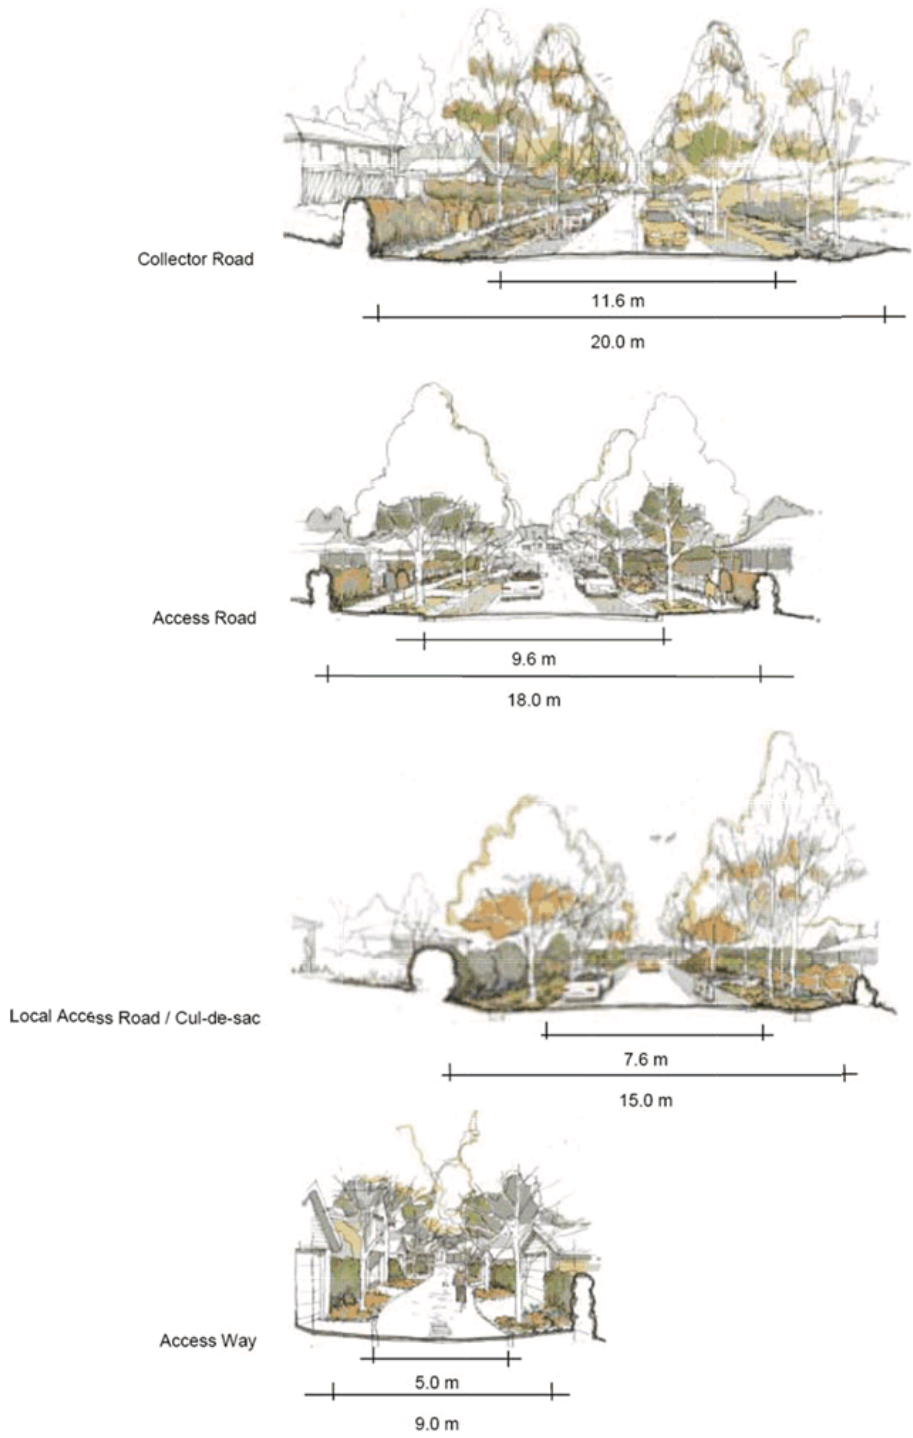 Collector Road
11.6 m
20.0 m
Access Road
9.6 m
18.0 m
Local Access Road / Cul-de-sac
7.6 m
15.0 m
Access Way
5.0 m
9.0 m